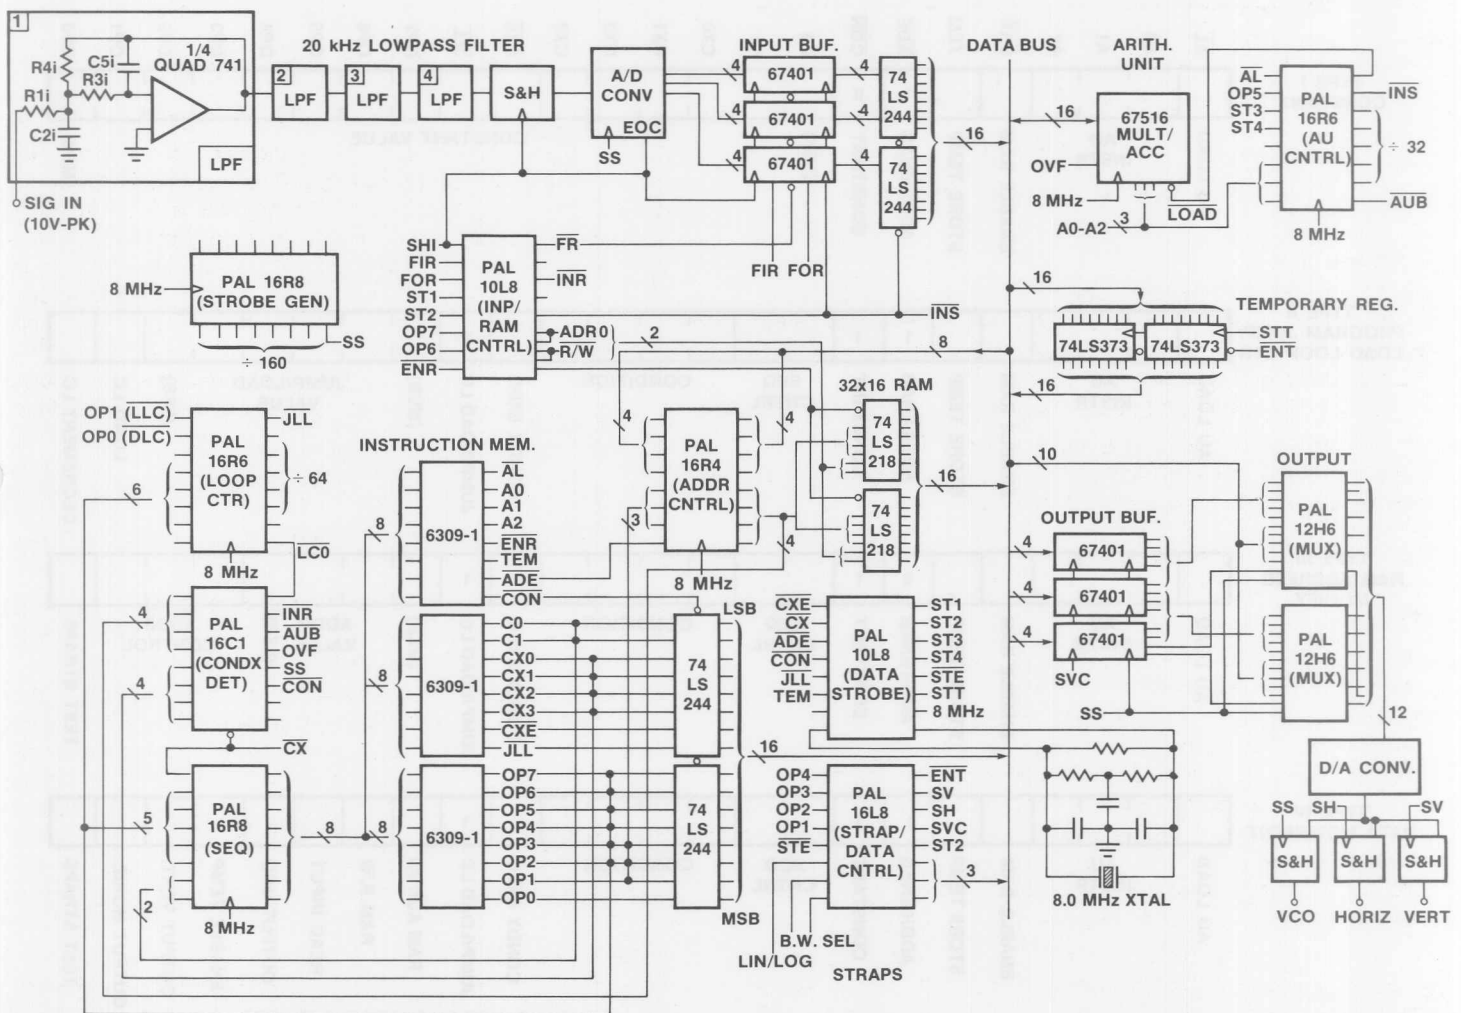 1
1/4
QUAD 741
R4i
C5i
R3i
R1i
C2i
LPF
SIG IN
(10V-PK)
20 kHz LOWPASS FILTER
2
LPF
3
LPF
4
LPF
S&H
A/D
CONV
EOC
SS
INPUT BUF.
4
67401
4
4
67401
4
4
67401
4
74
LS
244
74
LS
244
16
FIR FOR
DATA BUS
ARITH.
UNIT
16
67516
MULT/
ACC
OVF
8 MHz
LOAD
A0-A2
3
AL
OP5
ST3
ST4
PAL
16R6
(AU
CNTRL)
INS
÷ 32
AUB
8 MHz
8 MHz
PAL 16R8
(STROBE GEN)
SS
÷ 160
SHI
FIR
FOR
ST1
ST2
OP7
OP6
ENR
PAL
10L8
(INP/
RAM
CNTRL)
FR
INR
ADR0
R/W
2
INS
8
16
TEMPORARY REG.
74LS373
74LS373
STT
ENT
16
OP1 (LLC)
OP0 (DLC)
PAL
16R6
(LOOP
CTR)
JLL
÷ 64
6
LC0
8 MHz
INSTRUCTION MEM.
8
6309-1
AL
A0
A1
A2
ENR
TEM
ADE
CON
4
4
PAL
16R4
(ADDR
CNTRL)
3
4
8 MHz
32x16 RAM
74
LS
218
74
LS
218
16
10
OUTPUT
PAL
12H6
(MUX)
PAL
12H6
(MUX)
OUTPUT BUF.
4
67401
4
67401
4
67401
SVC
SS
12
4
PAL
16C1
(CONDX
DET)
4
INR
AUB
OVF
SS
CON
CX
8
6309-1
C0
C1
CX0
CX1
CX2
CX3
CXE
JLL
LSB
74
LS
244
CXE
CX
ADE
CON
JLL
TEM
PAL
10L8
(DATA
STROBE)
ST1
ST2
ST3
ST4
STE
STT
8 MHz
16
5
PAL
16R8
(SEQ)
2
8 MHz
8
8
6309-1
OP7
OP6
OP5
OP4
OP3
OP2
OP1
OP0
74
LS
244
MSB
OP4
OP3
OP2
OP1
STE
PAL
16L8
(STRAP/
DATA
CNTRL)
ENT
SV
SH
SVC
ST2
3
B.W. SEL
LIN/LOG
STRAPS
8.0 MHz XTAL
D/A CONV.
SS
SH
SV
S&H
S&H
S&H
VCO
HORIZ
VERT